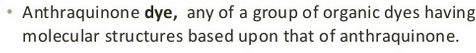 • Anthraquinone dye, any of a group of organic dyes having
molecular structures based upon that of anthraquinone.